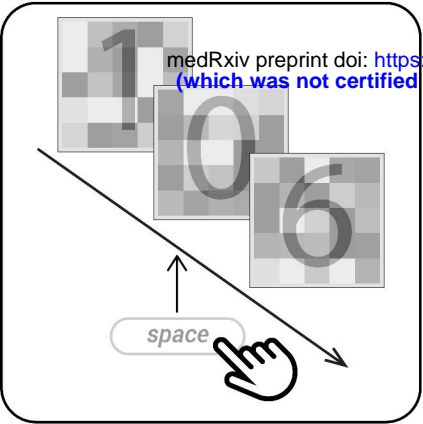 1
medRxiv preprint doi: https:
(which was not certified
0
6
space